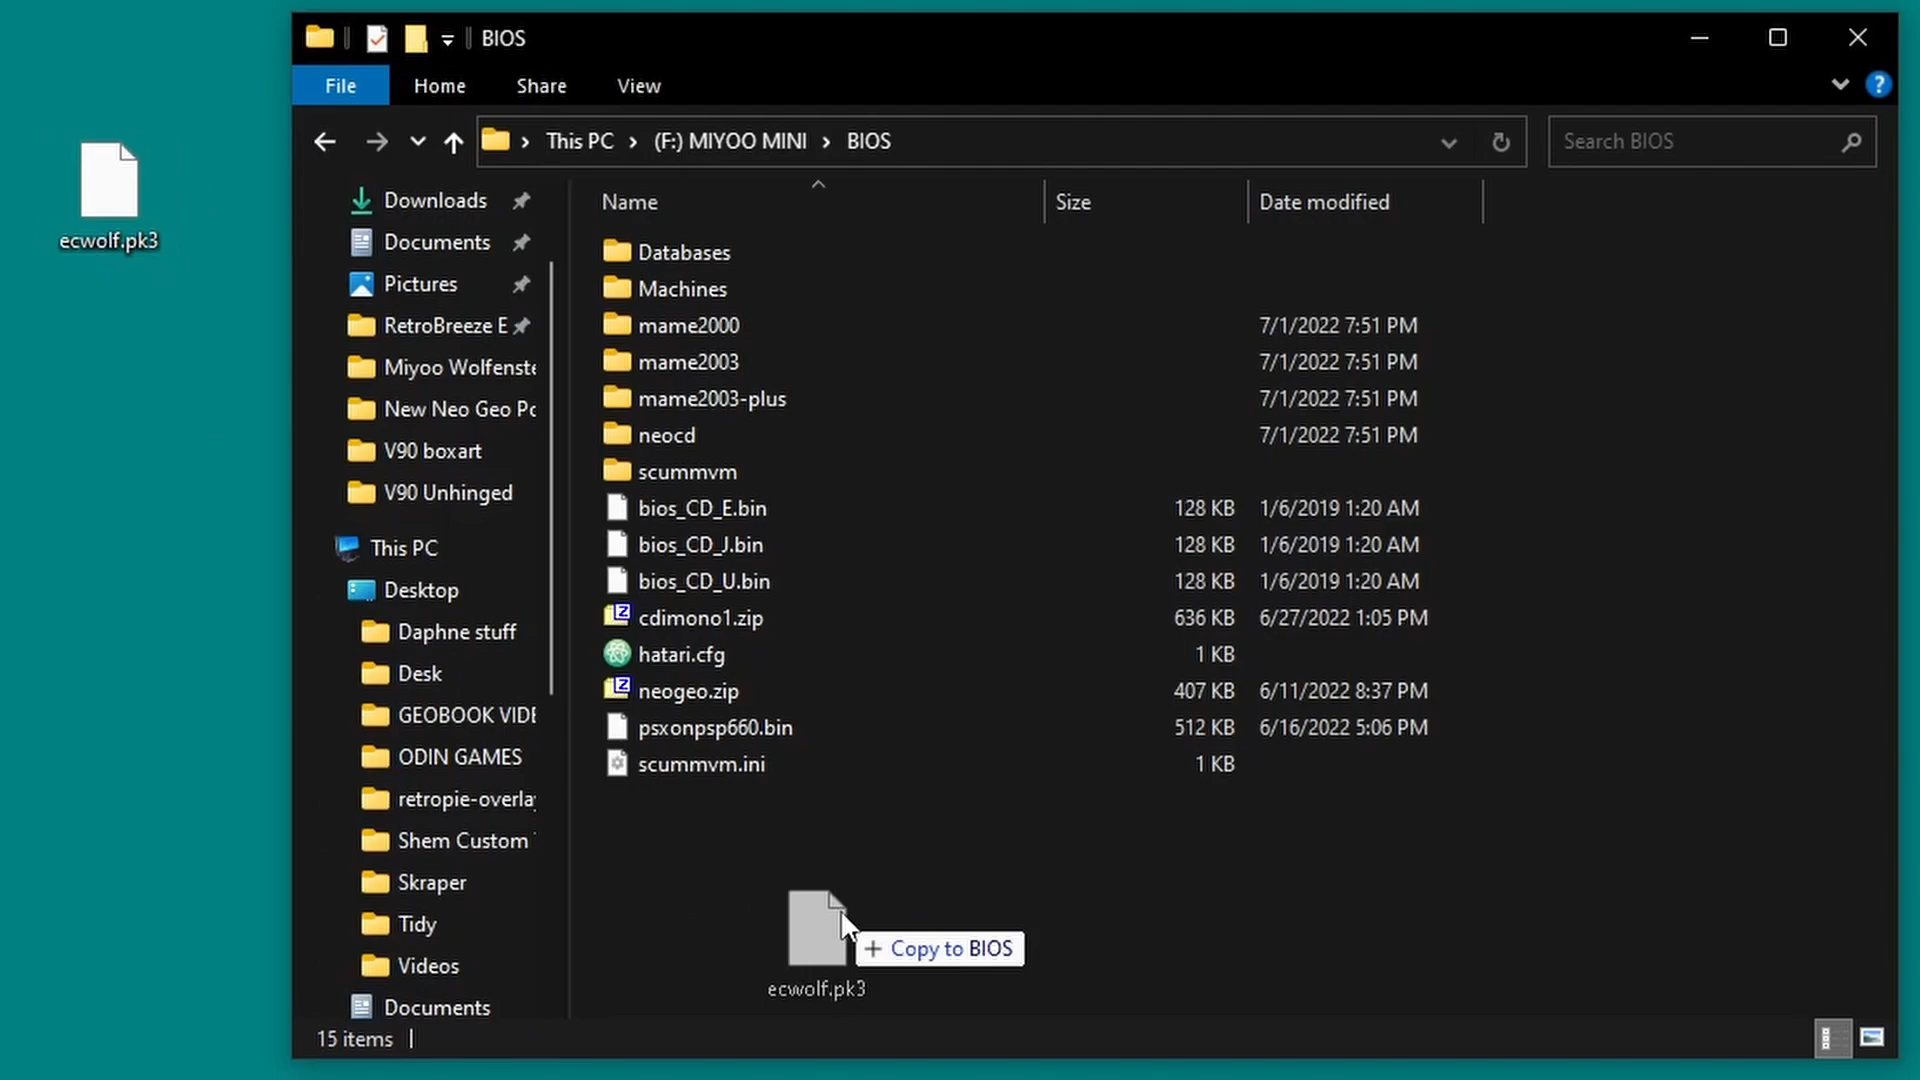 ecwolf.pk3
BIOS
File Home Share View
?
This PC (F:) MIYOO MINI BIOS
Search BIOS
Downloads
Documents
Pictures
RetroBreeze E
Miyoo Wolfenste
New Neo Geo Pc
V90 boxart
V90 Unhinged
This PC
Desktop
Daphne stuff
Desk
GEOBOOK VIDE
ODIN GAMES
retropie-overlay
Shem Custom
Skraper
Tidy
Videos
Documents
Name Size Date modified
Databases
Machines
mame2000 7/1/2022 7:51 PM
mame2003 7/1/2022 7:51 PM
mame2003-plus 7/1/2022 7:51 PM
neocd 7/1/2022 7:51 PM
scummvm
bios_CD_E.bin 128 KB 1/6/2019 1:20 AM
bios_CD_J.bin 128 KB 1/6/2019 1:20 AM
bios_CD_U.bin 128 KB 1/6/2019 1:20 AM
cdimono1.zip 636 KB 6/27/2022 1:05 PM
hatari.cfg 1 KB
neogeo.zip 407 KB 6/11/2022 8:37 PM
psxonpsp660.bin 512 KB 6/16/2022 5:06 PM
scummvm.ini 1 KB
+ Copy to BIOS
ecwolf.pk3
15 items